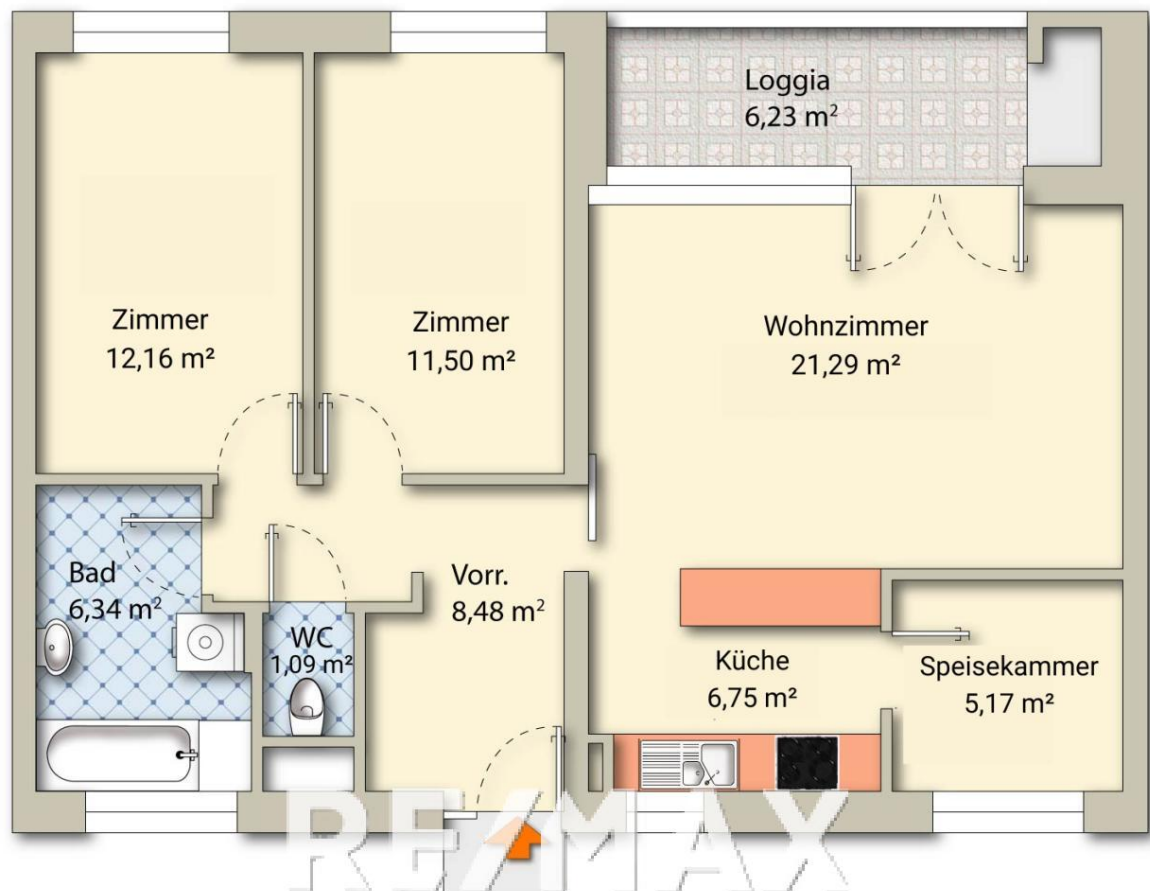 Loggia
6,23 m²
Zimmer
12,16 m²
Zimmer
11,50 m²
Wohnzimmer
21,29 m²
Bad
6,34 m²
WC
1,09 m²
Vorr.
8,48 m²
Küche
6,75 m²
Speisekammer
5,17 m²
RE/MAX